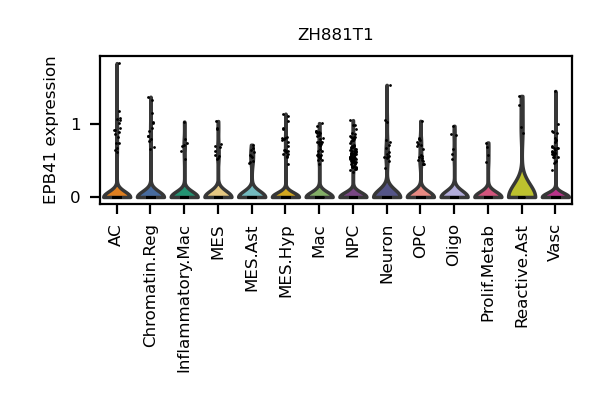 ZH881T1
EPB41 expression
1
0
AC
Chromatin.Reg
Inflammatory.Mac
MES
MES.Ast
MES.Hyp
Mac
NPC
Neuron
OPC
Oligo
Prolif.Metab
Reactive.Ast
Vasc